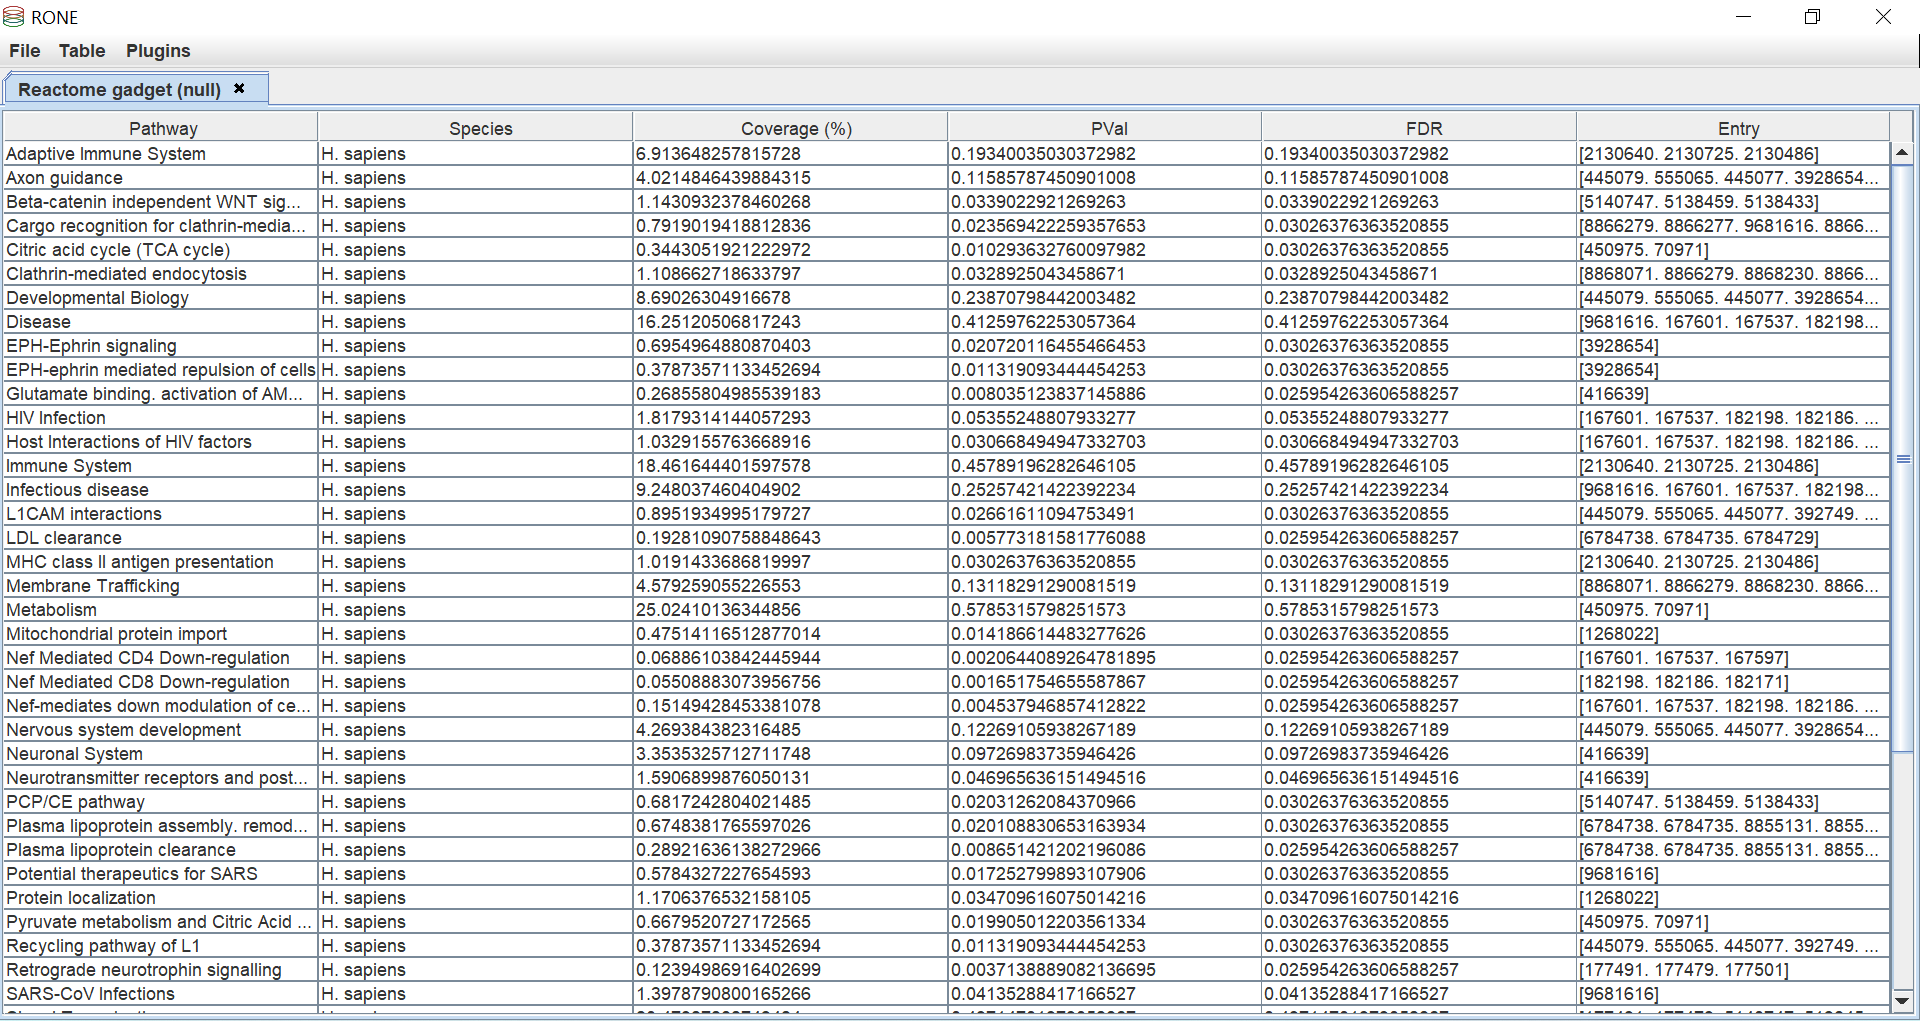 RONE
File Table Plugins
Reactome gadget (null) ✖
Pathway Species Coverage (%) PVal FDR Entry
Adaptive Immune System H. sapiens 6.913648257815728 0.19340035030372982 0.19340035030372982 [2130640. 2130725. 2130486]
Axon guidance H. sapiens 4.0214846439884315 0.11585787450901008 0.11585787450901008 [445079. 555065. 445077. 3928654...
Beta-catenin independent WNT sig... H. sapiens 1.1430932378460268 0.0339022921269263 0.0339022921269263 [5140747. 5138459. 5138433]
Cargo recognition for clathrin-media... H. sapiens 0.7919019418812836 0.023569422259357653 0.03026376363520855 [8866279. 8866277. 9681616. 8866...
Citric acid cycle (TCA cycle) H. sapiens 0.3443051921222972 0.010293632760097982 0.03026376363520855 [450975. 70971]
Clathrin-mediated endocytosis H. sapiens 1.108662718633797 0.0328925043458671 0.0328925043458671 [8868071. 8866279. 8868230. 8866...
Developmental Biology H. sapiens 8.69026304916678 0.23870798442003482 0.23870798442003482 [445079. 555065. 445077. 3928654...
Disease H. sapiens 16.25120506817243 0.41259762253057364 0.41259762253057364 [9681616. 167601. 167537. 182198...
EPH-Ephrin signaling H. sapiens 0.6954964880870403 0.020720116455466453 0.03026376363520855 [3928654]
EPH-ephrin mediated repulsion of cells H. sapiens 0.37873571133452694 0.011319093444454253 0.03026376363520855 [3928654]
Glutamate binding. activation of AM... H. sapiens 0.26855804985539183 0.008035123837145886 0.025954263606588257 [416639]
HIV Infection H. sapiens 1.8179314144057293 0.05355248807933277 0.05355248807933277 [167601. 167537. 182198. 182186. ...
Host Interactions of HIV factors H. sapiens 1.0329155763668916 0.030668494947332703 0.030668494947332703 [167601. 167537. 182198. 182186. ...
Immune System H. sapiens 18.461644401597578 0.45789196282646105 0.45789196282646105 [2130640. 2130725. 2130486]
Infectious disease H. sapiens 9.248037460404902 0.25257421422392234 0.25257421422392234 [9681616. 167601. 167537. 182198...
L1CAM interactions H. sapiens 0.8951934995179727 0.02661611094753491 0.03026376363520855 [445079. 555065. 445077. 392749. ...
LDL clearance H. sapiens 0.19281090758848643 0.005773181581776088 0.025954263606588257 [6784738. 6784735. 6784729]
MHC class II antigen presentation H. sapiens 1.0191433686819997 0.03026376363520855 0.03026376363520855 [2130640. 2130725. 2130486]
Membrane Trafficking H. sapiens 4.579259055226553 0.13118291290081519 0.13118291290081519 [8868071. 8866279. 8868230. 8866...
Metabolism H. sapiens 25.02410136344856 0.5785315798251573 0.5785315798251573 [450975. 70971]
Mitochondrial protein import H. sapiens 0.47514116512877014 0.014186614483277626 0.03026376363520855 [1268022]
Nef Mediated CD4 Down-regulation H. sapiens 0.06886103842445944 0.0020644089264781895 0.025954263606588257 [167601. 167537. 167597]
Nef Mediated CD8 Down-regulation H. sapiens 0.05508883073956756 0.001651754655587867 0.025954263606588257 [182198. 182186. 182171]
Nef-mediates down modulation of ce... H. sapiens 0.15149428453381078 0.004537946857412822 0.025954263606588257 [167601. 167537. 182198. 182186. ...
Nervous system development H. sapiens 4.269384382316485 0.12269105938267189 0.12269105938267189 [445079. 555065. 445077. 3928654...
Neuronal System H. sapiens 3.3535325712711748 0.09726983735946426 0.09726983735946426 [416639]
Neurotransmitter receptors and post... H. sapiens 1.5906899876050131 0.046965636151494516 0.046965636151494516 [416639]
PCP/CE pathway H. sapiens 0.6817242804021485 0.02031262084370966 0.03026376363520855 [5140747. 5138459. 5138433]
Plasma lipoprotein assembly. remod... H. sapiens 0.6748381765597026 0.020108830653163934 0.03026376363520855 [6784738. 6784735. 8855131. 8855...
Plasma lipoprotein clearance H. sapiens 0.28921636138272966 0.008651421202196086 0.025954263606588257 [6784738. 6784735. 8855131. 8855...
Potential therapeutics for SARS H. sapiens 0.5784327227654593 0.017252799893107906 0.03026376363520855 [9681616]
Protein localization H. sapiens 1.1706376532158105 0.034709616075014216 0.034709616075014216 [1268022]
Pyruvate metabolism and Citric Acid ... H. sapiens 0.6679520727172565 0.019905012203561334 0.03026376363520855 [450975. 70971]
Recycling pathway of L1 H. sapiens 0.37873571133452694 0.011319093444454253 0.03026376363520855 [445079. 555065. 445077. 392749. ...
Retrograde neurotrophin signalling H. sapiens 0.12394986916402699 0.0037138889082136695 0.025954263606588257 [177491. 177479. 177501]
SARS-CoV Infections H. sapiens 1.3978790800165266 0.04135288417166527 0.04135288417166527 [9681616]